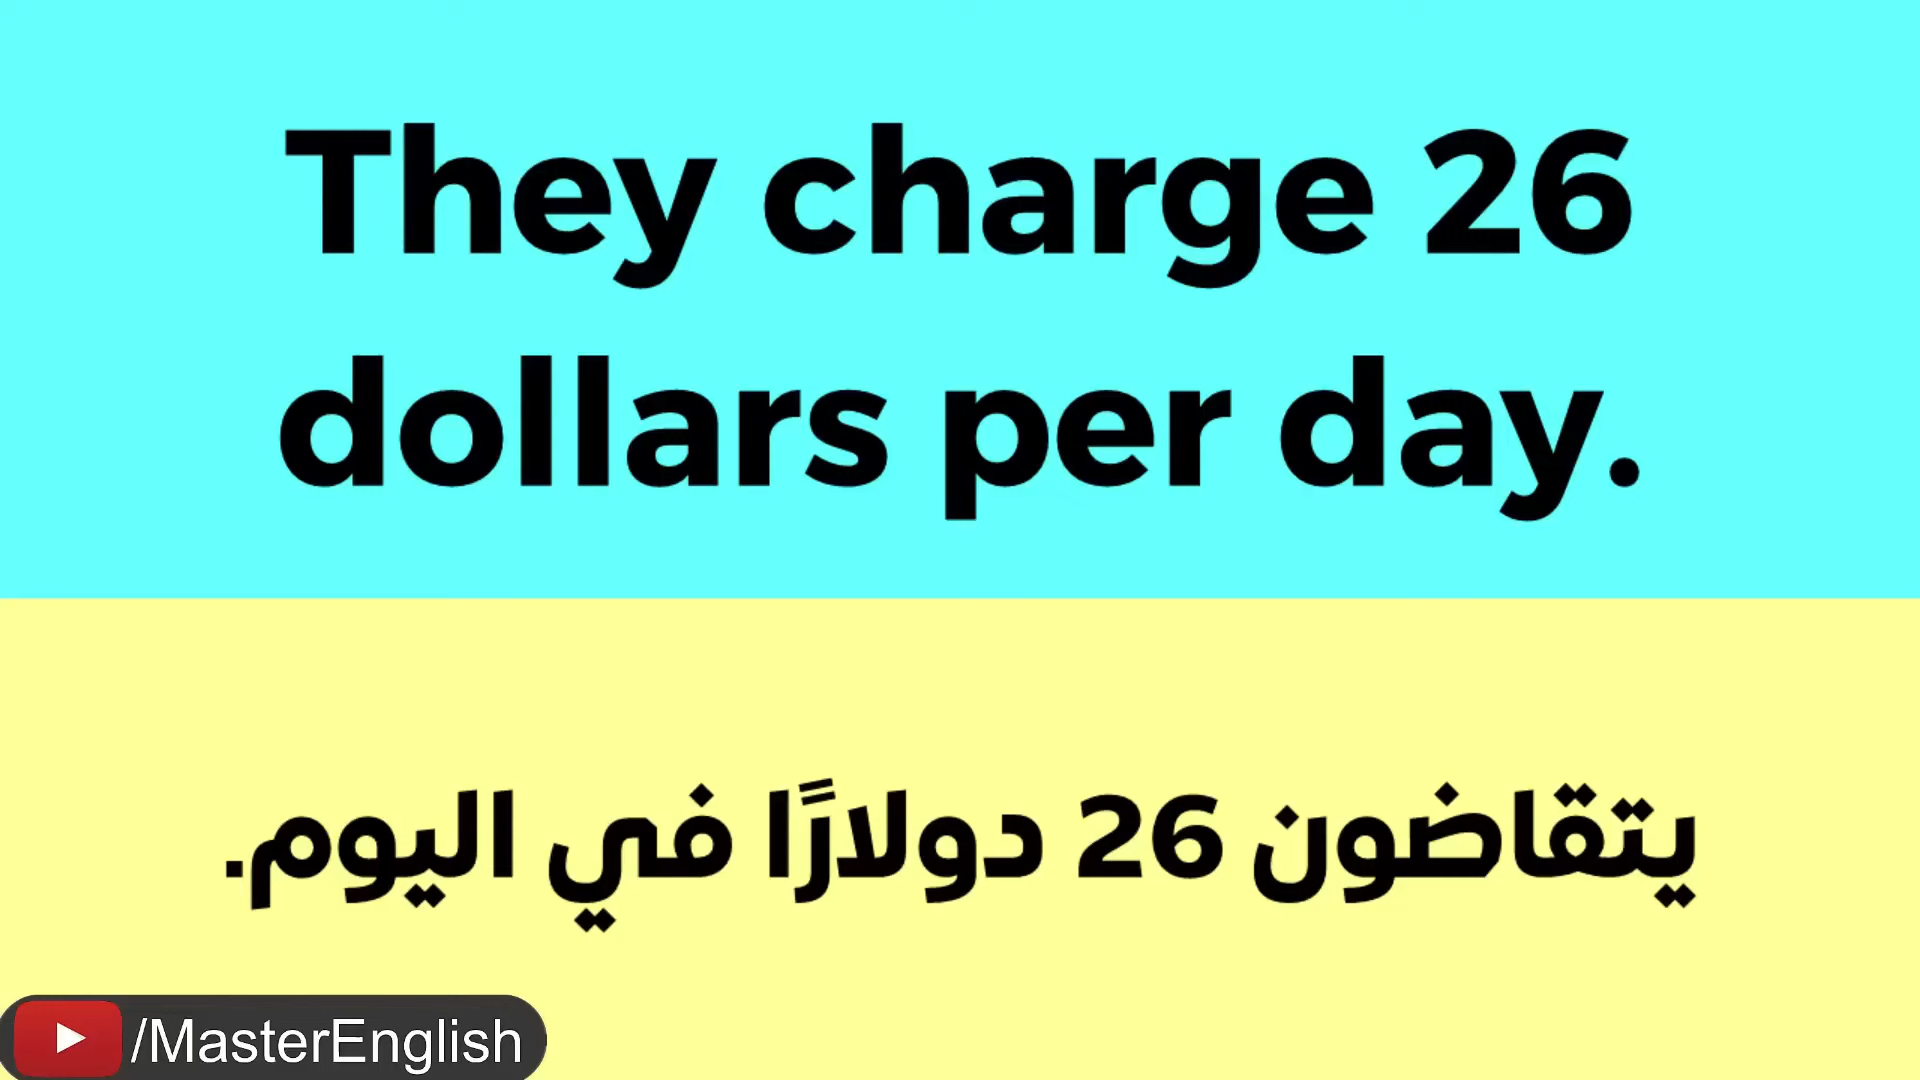 They charge 26
dollars per day.
يتقاضون 26 دولارًا في اليوم.
/MasterEnglish